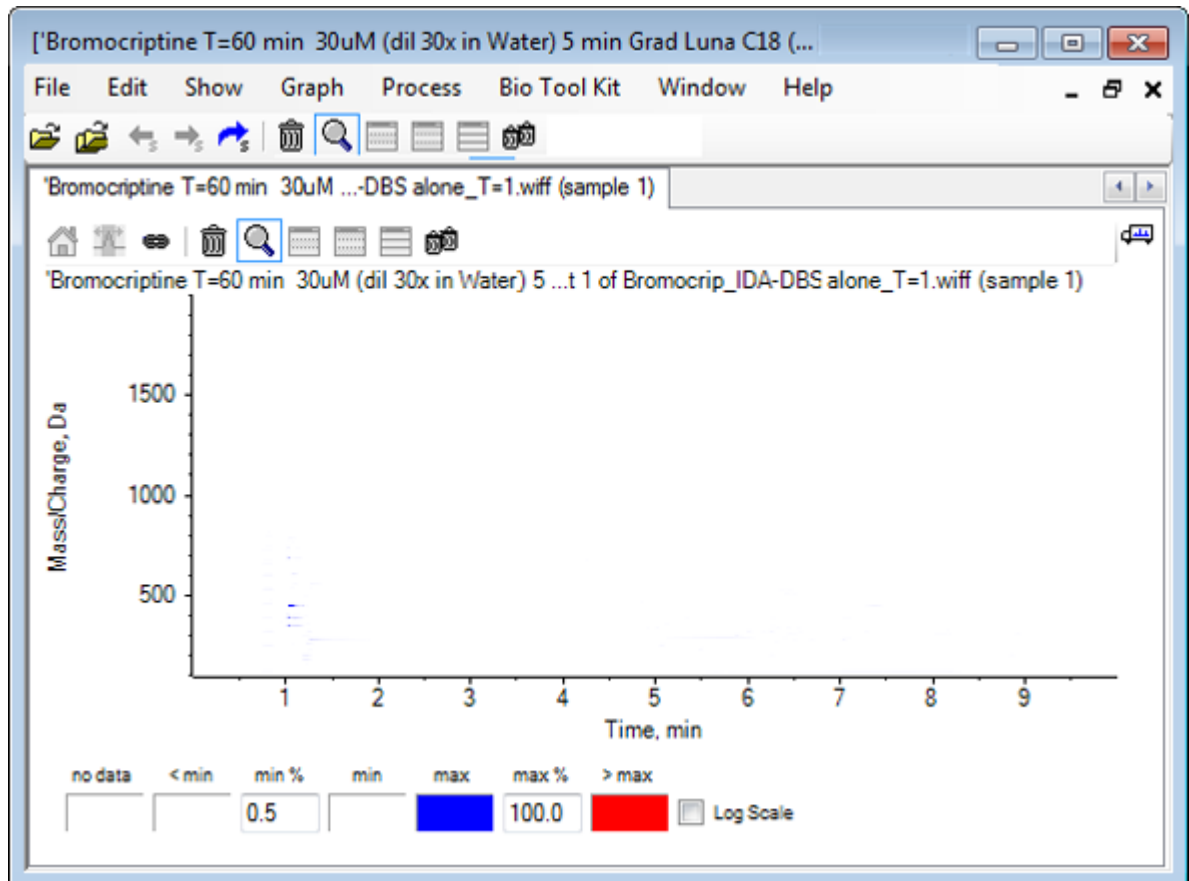 ['Bromocriptine T=60 min 30uM (dil 30x in Water) 5 min Grad Luna C18 (...
File Edit Show Graph Process Bio Tool Kit Window Help
'Bromocriptine T=60 min 30uM ...-DBS alone_T=1.wiff (sample 1)
'Bromocriptine T=60 min 30uM (dil 30x in Water) 5 ...t 1 of Bromocrip_IDA-DBS alone_T=1.wiff (sample 1)
Mass/Charge, Da
1500
1000
500
1 2 3 4 5 6 7 8 9
Time, min
no data < min min % min max max % > max
0.5 100.0 Log Scale